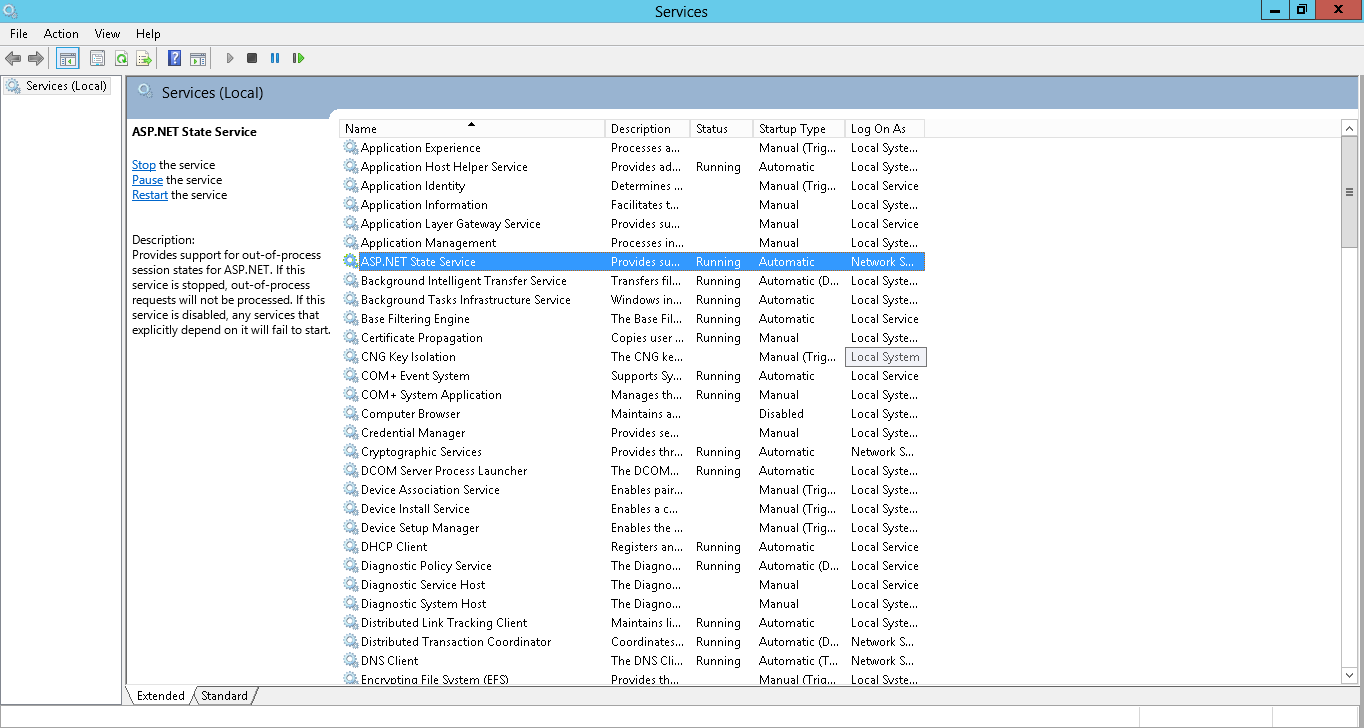 Services
File Action View Help
Services (Local)
Services (Local)
ASP.NET State Service
Stop the service
Pause the service
Restart the service
Description:
Provides support for out-of-process
session states for ASP.NET. If this
service is stopped, out-of-process
requests will not be processed. If this
service is disabled, any services that
explicitly depend on it will fail to start.
Name Description Status Startup Type Log On As
Application Experience Processes a... Manual (Trig... Local Syste...
Application Host Helper Service Provides ad... Running Automatic Local Syste...
Application Identity Determines ... Manual (Trig... Local Service
Application Information Facilitates t... Manual Local Syste...
Application Layer Gateway Service Provides su... Manual Local Service
Application Management Processes in... Manual Local Syste...
ASP.NET State Service Provides su... Running Automatic Network S...
Background Intelligent Transfer Service Transfers fil... Running Automatic (D... Local Syste...
Background Tasks Infrastructure Service Windows in... Running Automatic Local Syste...
Base Filtering Engine The Base Fil... Running Automatic Local Service
Certificate Propagation Copies user ... Running Manual Local Syste...
CNG Key Isolation The CNG ke... Manual (Trig... Local System
COM+ Event System Supports Sy... Running Automatic Local Service
COM+ System Application Manages th... Running Manual Local Syste...
Computer Browser Maintains a... Disabled Local Syste...
Credential Manager Provides se... Manual Local Syste...
Cryptographic Services Provides thr... Running Automatic Network S...
DCOM Server Process Launcher The DCOM... Running Automatic Local Syste...
Device Association Service Enables pair... Manual (Trig... Local Syste...
Device Install Service Enables a c... Manual (Trig... Local Syste...
Device Setup Manager Enables the ... Manual (Trig... Local Syste...
DHCP Client Registers an... Running Automatic Local Service
Diagnostic Policy Service The Diagno... Running Automatic (D... Local Service
Diagnostic Service Host The Diagno... Manual Local Service
Diagnostic System Host The Diagno... Manual Local Syste...
Distributed Link Tracking Client Maintains li... Running Automatic Local Syste...
Distributed Transaction Coordinator Coordinates... Running Automatic (D... Network S...
DNS Client The DNS Cli... Running Automatic (T... Network S...
Encrypting File System (EFS) Provides th... Manual (Trig... Local Syste...
Extended Standard